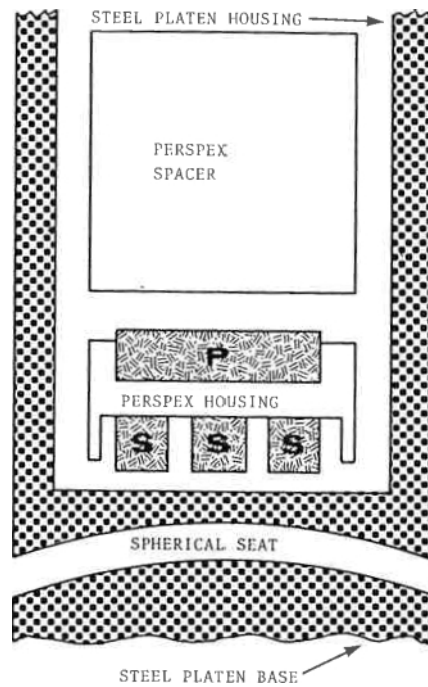 STEEL PLATEN HOUSING
PERSPEX
SPACER
P
PERSPEX HOUSING
S S S
SPHERICAL SEAT
STEEL PLATEN BASE